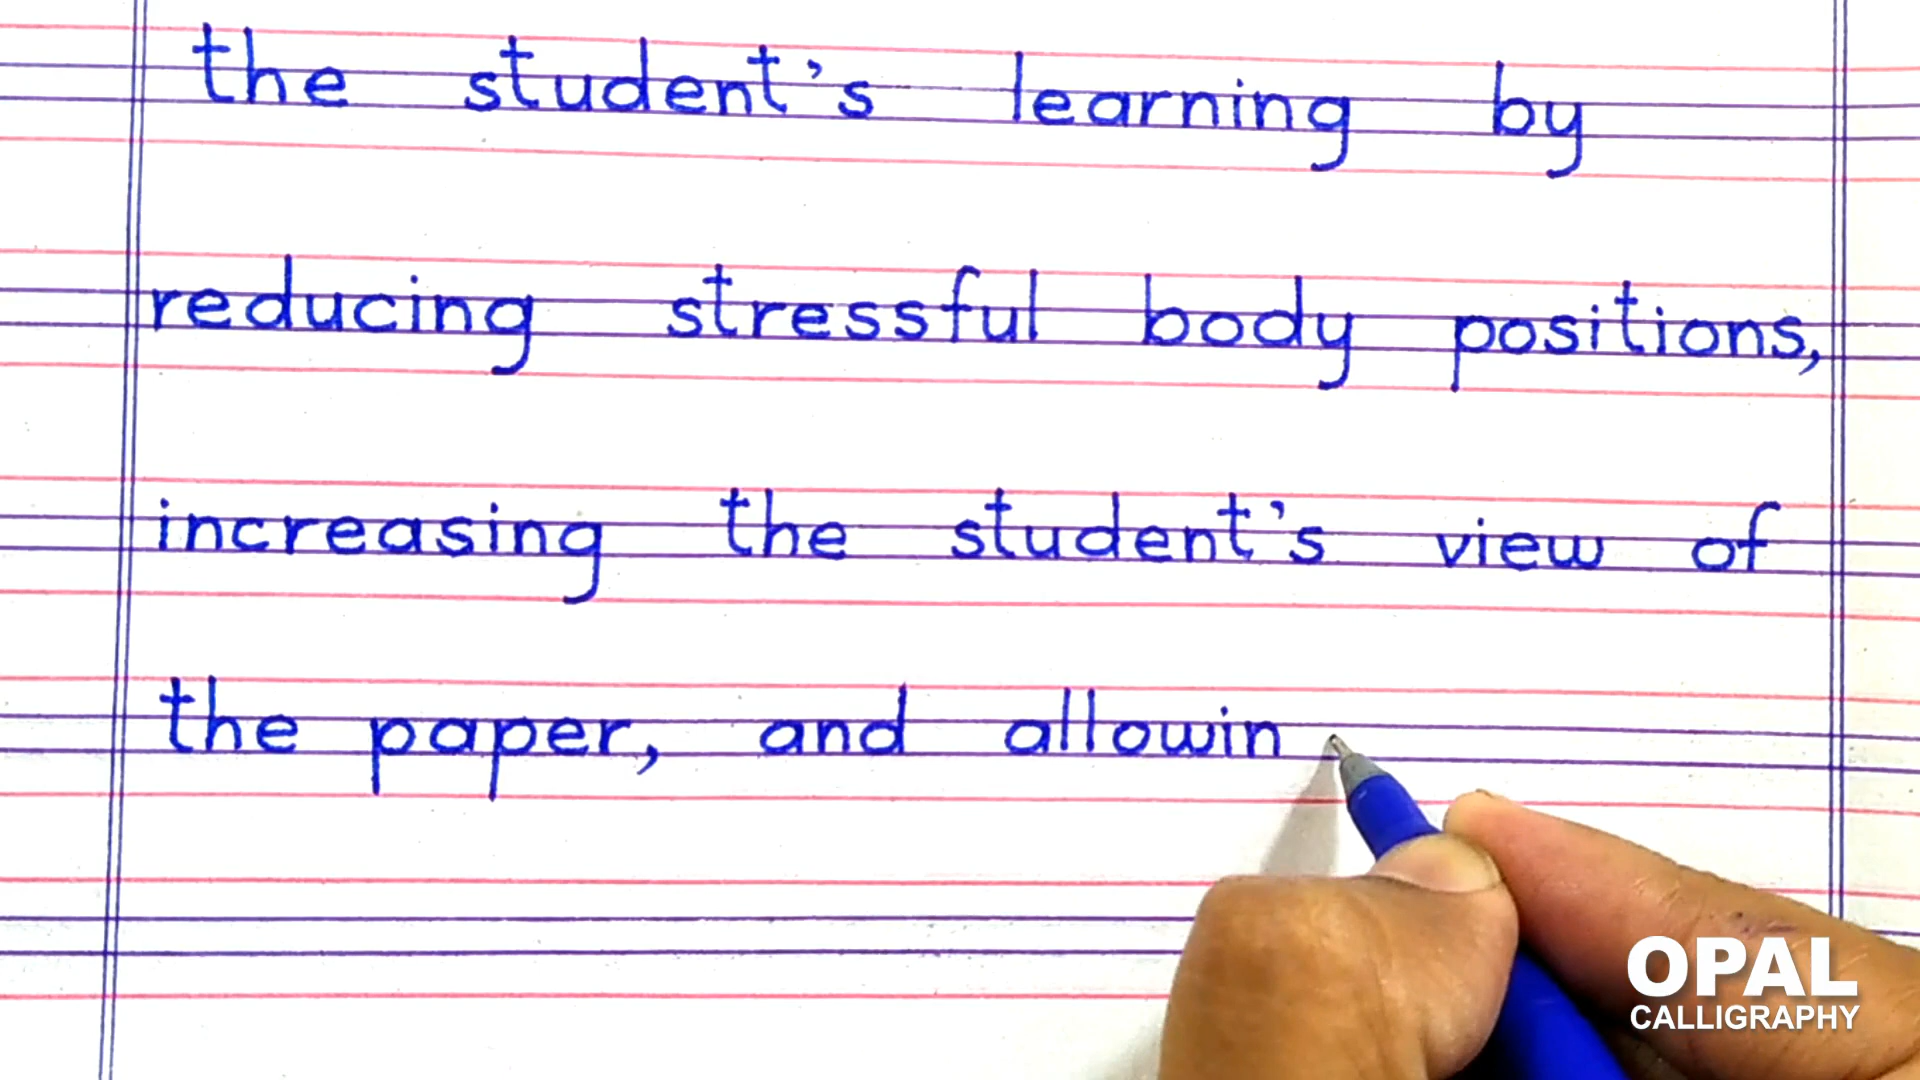 the student's learning by
reducing stressful body positions,
increasing the student's view of
the paper, and allowin
OPAL
CALLIGRAPHY